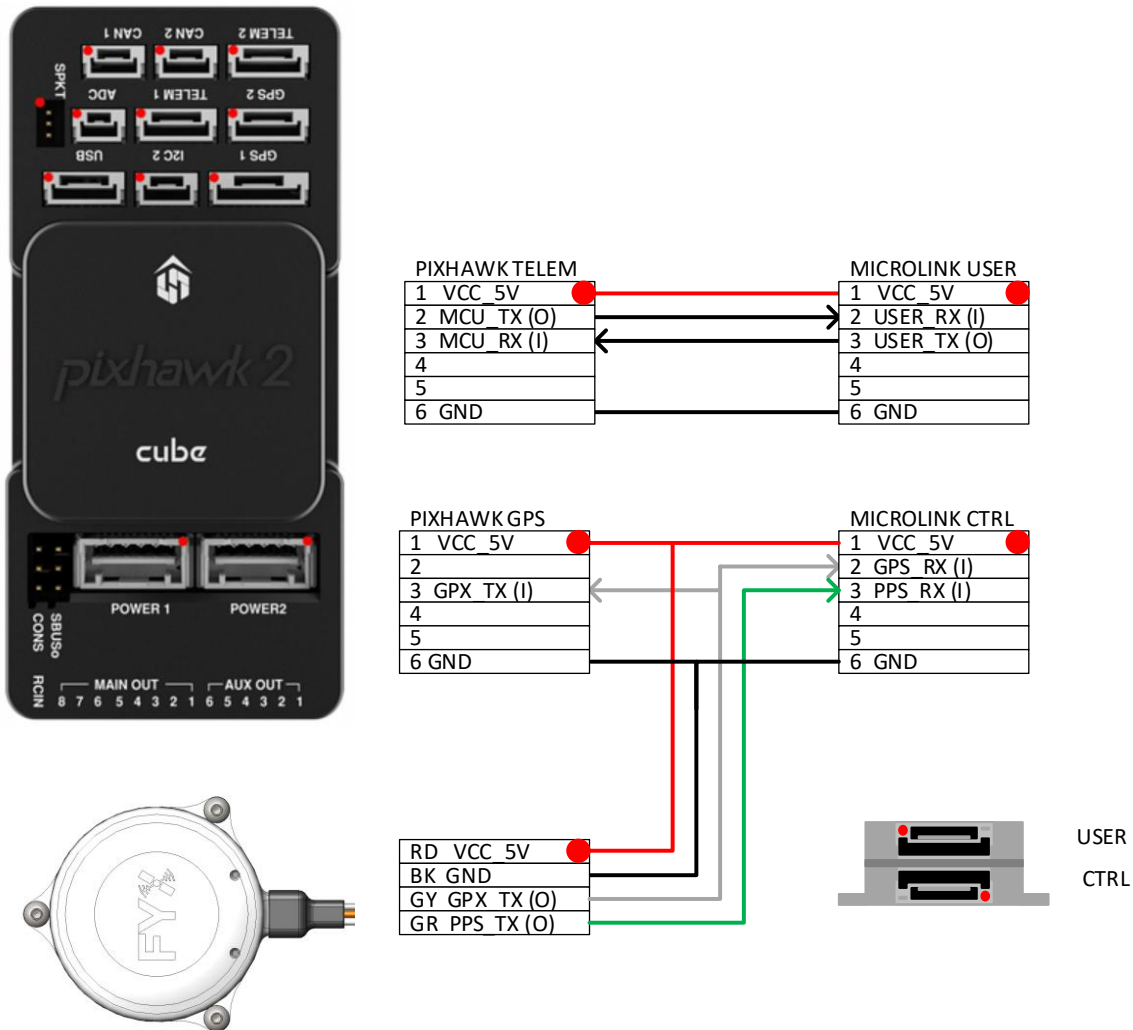 CAN 1 CAN 2 TELEM 2
SPKT
ADC TELEM 1 GPS 2
USB I2C 2 GPS 1
pixhawk 2
cube
POWER 1 POWER2
CONS SBUSo
RCIN
MAIN OUT AUX OUT
8 7 6 5 4 3 2 1 6 5 4 3 2 1
PIXHAWK TELEM
1 VCC_5V
2 MCU_TX (O)
3 MCU_RX (I)
4
5
6 GND
MICROLINK USER
1 VCC_5V
2 USER_RX (I)
3 USER_TX (O)
4
5
6 GND
PIXHAWK GPS
1 VCC_5V
2
3 GPX_TX (I)
4
5
6 GND
MICROLINK CTRL
1 VCC_5V
2 GPS_RX (I)
3 PPS_RX (I)
4
5
6 GND
FYX
RD VCC_5V
BK GND
GY GPX_TX (O)
GR PPS_TX (O)
USER
CTRL